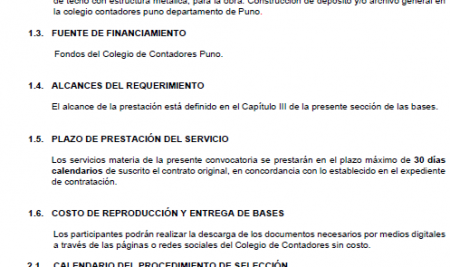 de techo con estructura metálica, para la obra: Construcción de deposito y/o archivo general en
la colegio contadores puno departamento de Puno.
1.3. FUENTE DE FINANCIAMIENTO
Fondos del Colegio de Contadores Puno.
1.4. ALCANCES DEL REQUERIMIENTO
El alcance de la prestación está definido en el Capítulo III de la presente sección de las bases.
1.5. PLAZO DE PRESTACIÓN DEL SERVICIO
Los servicios materia de la presente convocatoria se prestarán en el plazo máximo de 30 días
calendarios de suscrito el contrato original, en concordancia con lo establecido en el expediente
de contratación.
1.6. COSTO DE REPRODUCCIÓN Y ENTREGA DE BASES
Los participantes podrán realizar la descarga de los documentos necesarios por medios digitales
a través de las páginas o redes sociales del Colegio de Contadores sin costo.
2.1. CALENDARIO DEL PROCEDIMIENTO DE SELECCIÓN